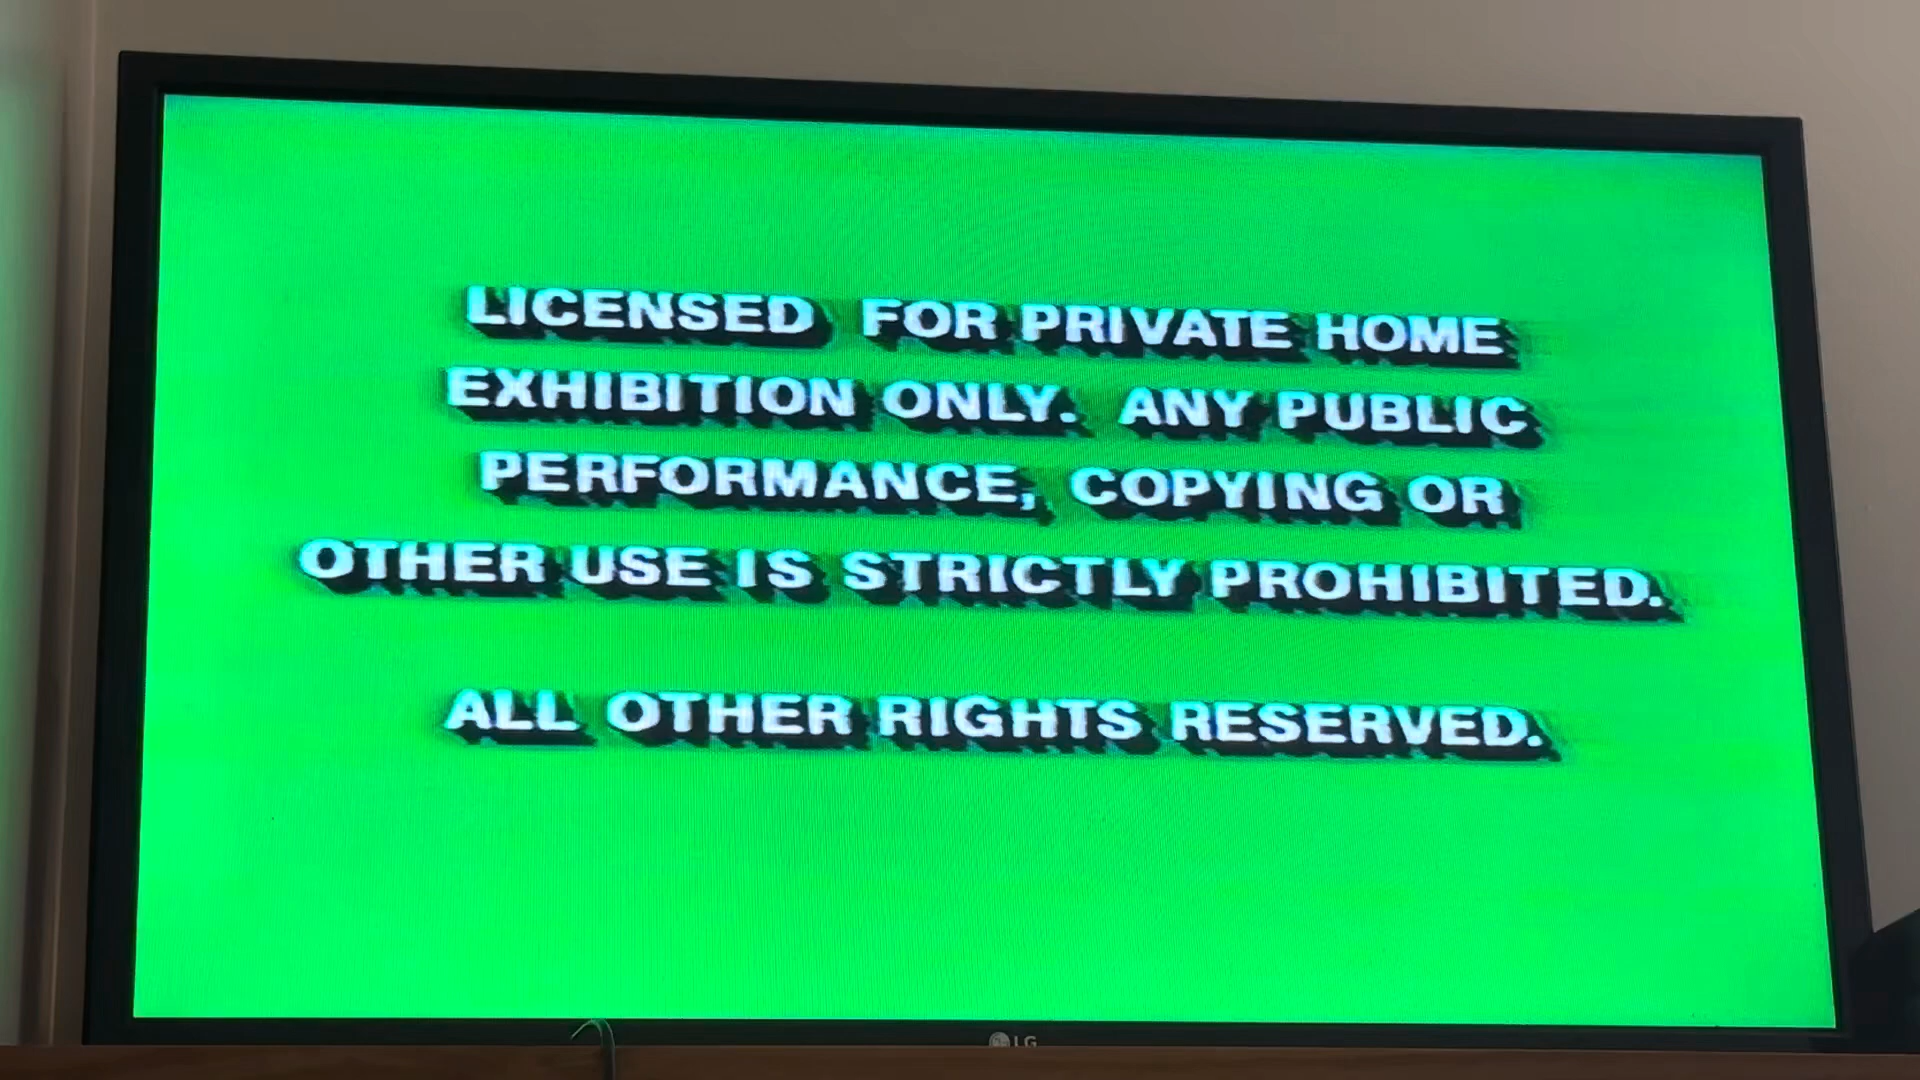 LICENSED FOR PRIVATE HOME
EXHIBITION ONLY. ANY PUBLIC
PERFORMANCE, COPYING OR
OTHER USE IS STRICTLY PROHIBITED.
ALL OTHER RIGHTS RESERVED.
LG